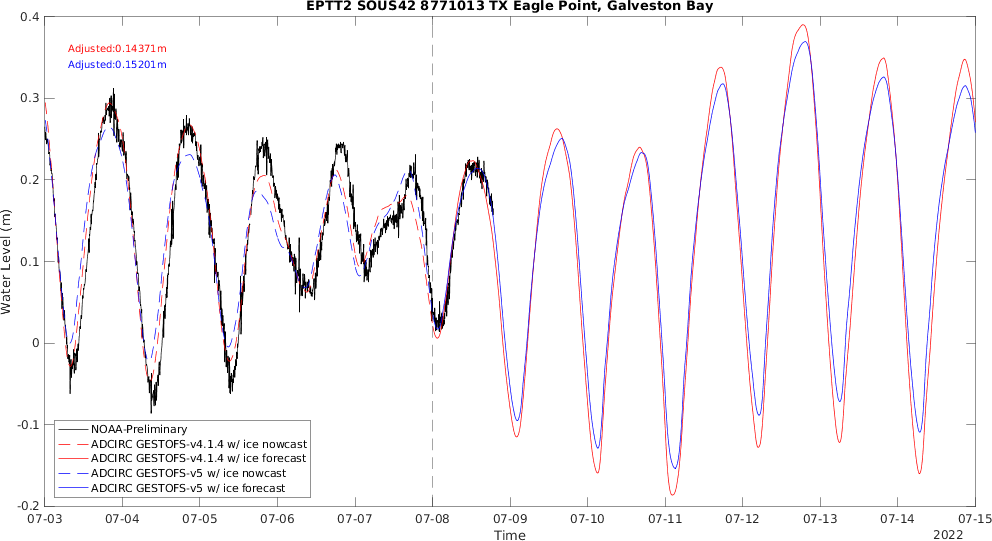 EPTT2 SOUS42 8771013 TX Eagle Point, Galveston Bay
Adjusted:0.14371m
Adjusted:0.15201m
0.4
0.3
0.2
0.1
0
-0.1
-0.2
Water Level (m)
NOAA-Preliminary
ADCIRC GESTOFS-v4.1.4 w/ ice nowcast
ADCIRC GESTOFS-v4.1.4 w/ ice forecast
ADCIRC GESTOFS-v5 w/ ice nowcast
ADCIRC GESTOFS-v5 w/ ice forecast
07-03 07-04 07-05 07-06 07-07 07-08 07-09 07-10 07-11 07-12 07-13 07-14 07-15
Time
2022